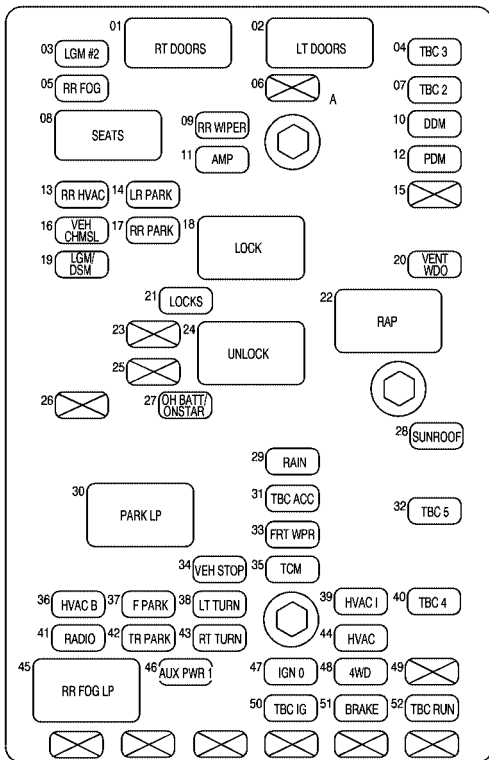 01 RT DOORS
02 LT DOORS
03 LGM #2
04 TBC 3
05 RR FOG
06
A
07 TBC 2
08 SEATS
09 RR WIPER
10 DDM
11 AMP
12 PDM
13 RR HVAC
14 LR PARK
15
16 VEH
CHMSL
17 RR PARK
18 LOCK
19 LGM/
DSM
20 VENT
WDO
21 LOCKS
22 RAP
23
24 UNLOCK
25
26
27 OH BATT/
ONSTAR
28 SUNROOF
29 RAIN
30 PARK LP
31 TBC ACC
32 TBC 5
33 FRT WPR
34 VEH STOP
35 TCM
36 HVAC B
37 F PARK
38 LT TURN
39 HVAC I
40 TBC 4
41 RADIO
42 TR PARK
43 RT TURN
44 HVAC
45 RR FOG LP
46 AUX PWR 1
47 IGN 0
48 4WD
49
50 TBC IG
51 BRAKE
52 TBC RUN